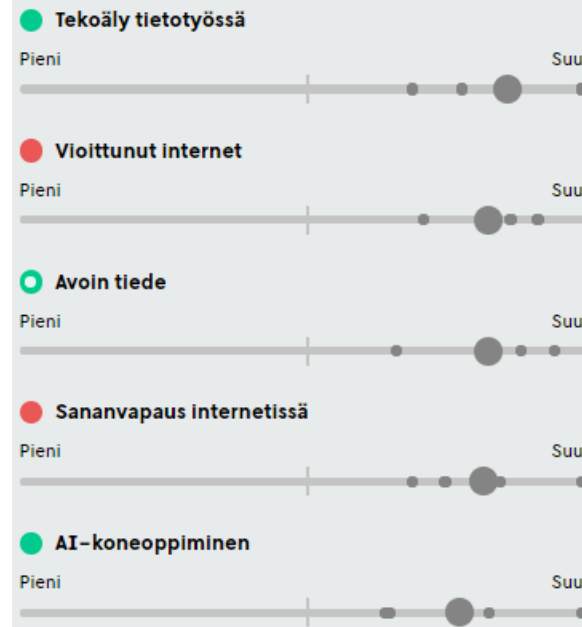 Tekoäly tietotyössä
Pieni Suu
Vioittunut internet
Pieni Suu
Avoin tiede
Pieni Suu
Sananvapaus internetissä
Pieni Suu
AI-koneoppiminen
Pieni Suu